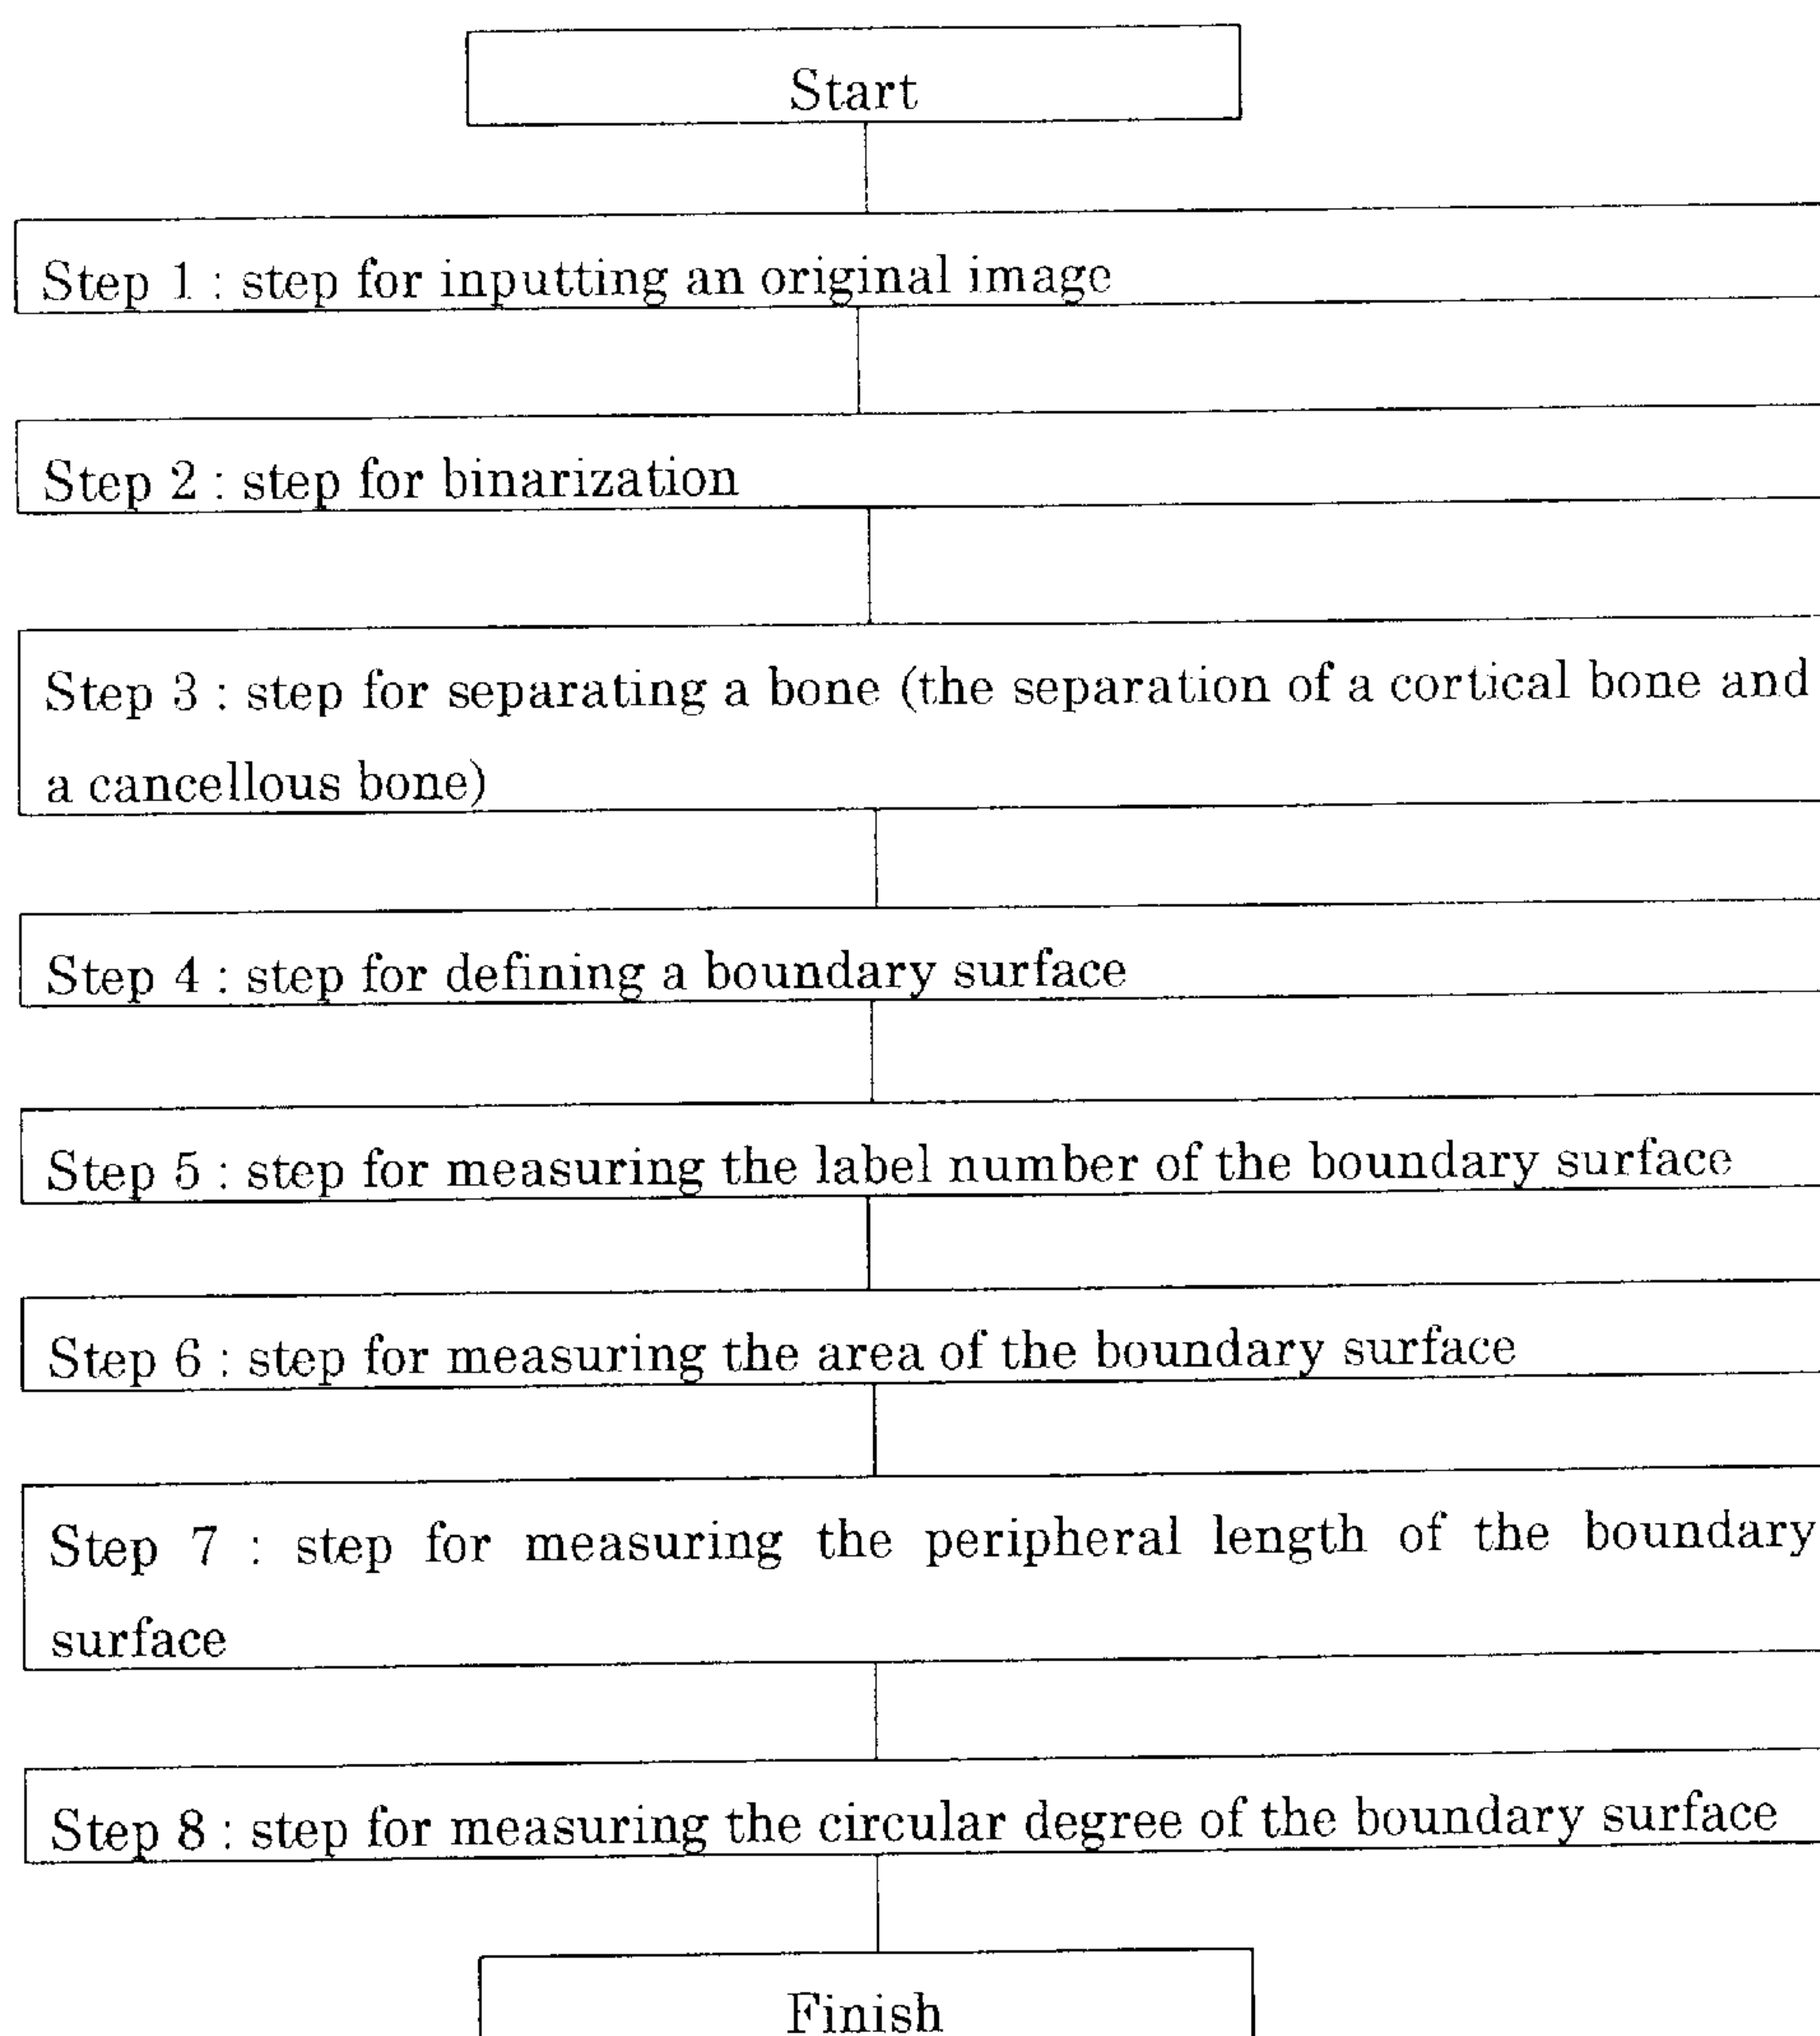 Start
Step 1 : step for inputting an original image
Step 2 : step for binarization
Step 3 : step for separating a bone (the separation of a cortical bone and
a cancellous bone)
Step 4 : step for defining a boundary surface
Step 5 : step for measuring the label number of the boundary surface
Step 6 : step for measuring the area of the boundary surface
Step 7 : step for measuring the peripheral length of the boundary
surface
Step 8 : step for measuring the circular degree of the boundary surface
Finish